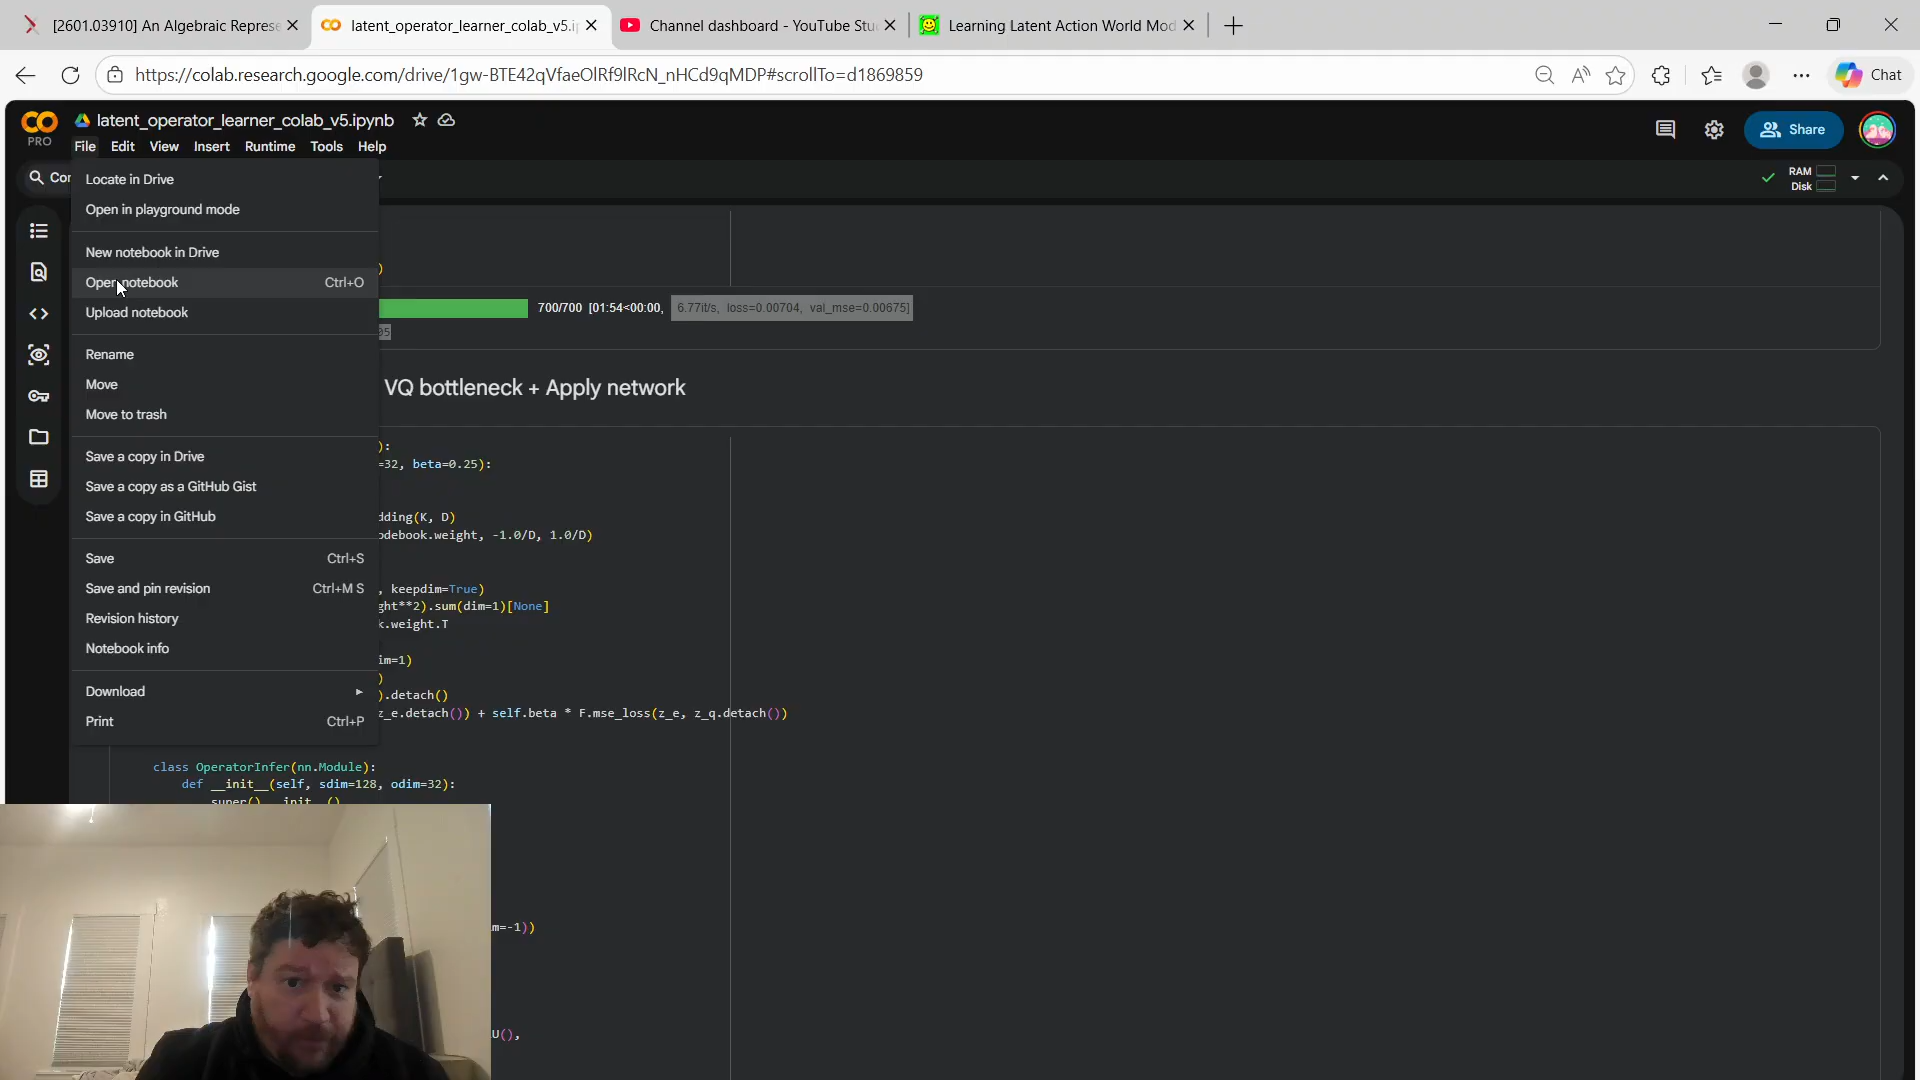 [2601.03910] An Algebraic Represe
latent_operator_learner_colab_v5.i
Channel dashboard - YouTube Stu
Learning Latent Action World Mod
https://colab.research.google.com/drive/1gw-BTE42qVfaeOlRf9lRcN_nHCd9qMDP#scrollTo=d1869859
Chat
PRO
latent_operator_learner_colab_v5.ipynb
Share
File Edit View Insert Runtime Tools Help
RAM
Disk
Locate in Drive
Open in playground mode
New notebook in Drive
Open notebook Ctrl+O
Upload notebook
Rename
Move
Move to trash
Save a copy in Drive
Save a copy as a GitHub Gist
Save a copy in GitHub
Save Ctrl+S
Save and pin revision Ctrl+M S
Revision history
Notebook info
Download
Print Ctrl+P
)
700/700 [01:54<00:00, 6.77it/s, loss=0.00704, val_mse=0.00675]
VQ bottleneck + Apply network
):
=32, beta=0.25):
dding(K, D)
odebook.weight, -1.0/D, 1.0/D)
, keepdim=True)
ght**2).sum(dim=1)[None]
k.weight.T
im=1)
)
).detach()
z_e.detach()) + self.beta * F.mse_loss(z_e, z_q.detach())
class OperatorInfer(nn.Module):
def __init__(self, sdim=128, odim=32):
super().__init__()
m=-1))
U(),